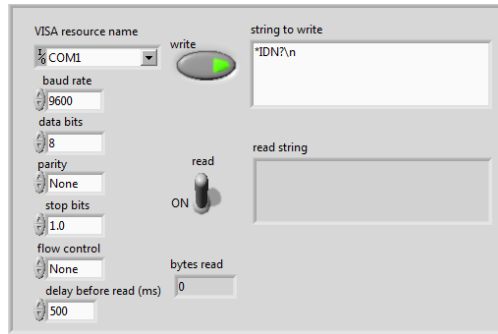 VISA resource name
COM1
baud rate
9600
data bits
8
parity
None
stop bits
1.0
flow control
None
delay before read (ms)
500
write
read
ON
bytes read
0
string to write
*IDN?\n
read string